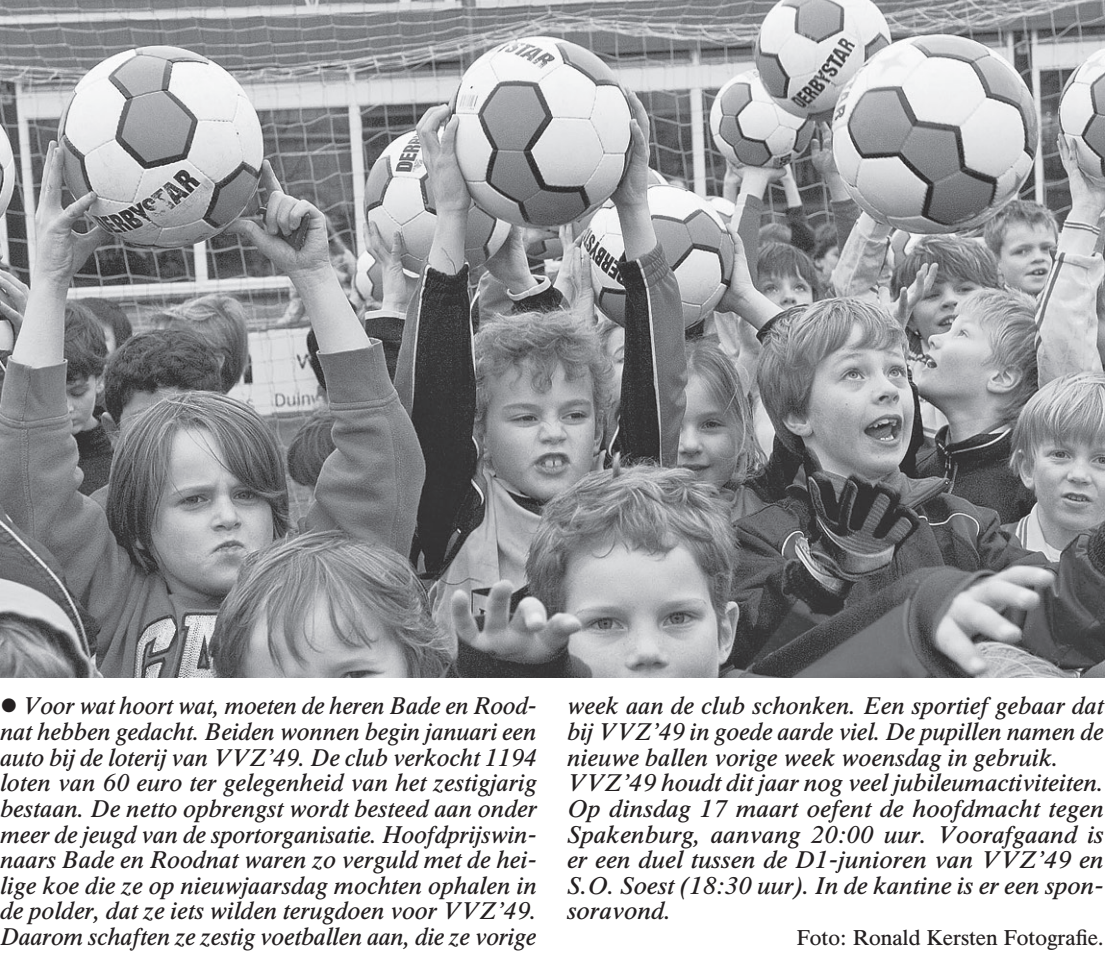 DERBYSTAR
DERBYSTAR
DERBYSTAR
Duinv
● Voor wat hoort wat, moeten de heren Bade en Rood-
nat hebben gedacht. Beiden wonnen begin januari een
auto bij de loterij van VVZ’49. De club verkocht 1194
loten van 60 euro ter gelegenheid van het zestigjarig
bestaan. De netto opbrengst wordt besteed aan onder
meer de jeugd van de sportorganisatie. Hoofdprijswin-
naars Bade en Roodnat waren zo verguld met de hei-
lige koe die ze op nieuwjaarsdag mochten ophalen in
de polder, dat ze iets wilden terugdoen voor VVZ’49.
Daarom schaften ze zestig voetballen aan, die ze vorige
week aan de club schonken. Een sportief gebaar dat
bij VVZ’49 in goede aarde viel. De pupillen namen de
nieuwe ballen vorige week woensdag in gebruik.
VVZ’49 houdt dit jaar nog veel jubileumactiviteiten.
Op dinsdag 17 maart oefent de hoofdmacht tegen
Spakenburg, aanvang 20:00 uur. Voorafgaand is
er een duel tussen de D1-junioren van VVZ’49 en
S.O. Soest (18:30 uur). In de kantine is er een spon-
soravond.
Foto: Ronald Kersten Fotografie.